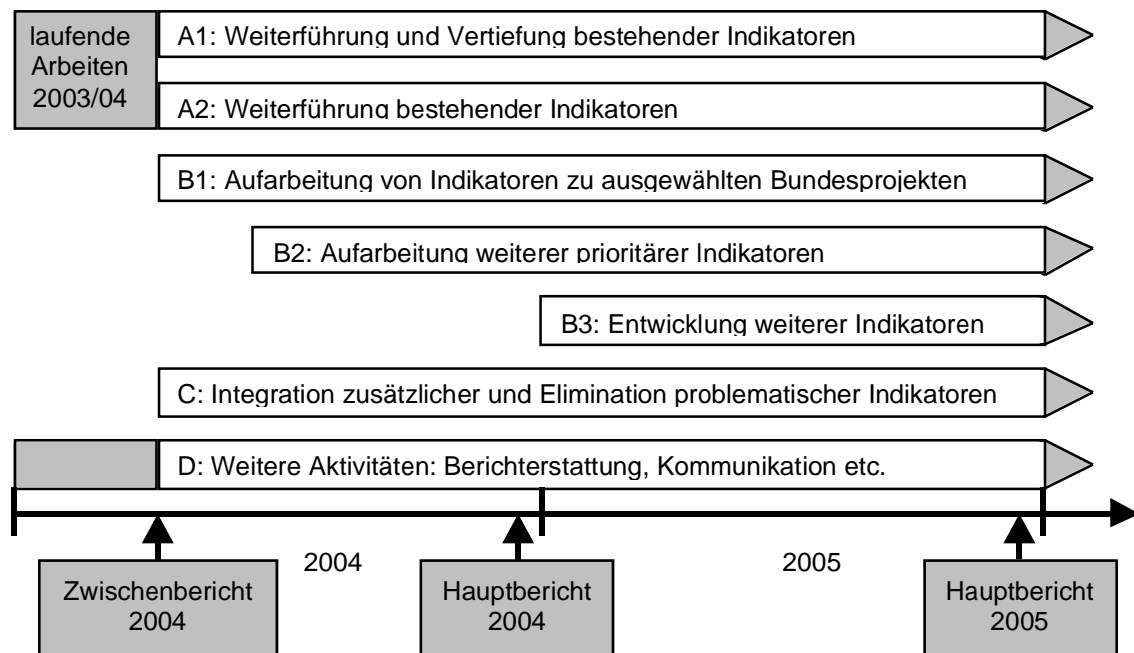 laufende
Arbeiten
2003/04
A1: Weiterführung und Vertiefung bestehender Indikatoren
A2: Weiterführung bestehender Indikatoren
B1: Aufarbeitung von Indikatoren zu ausgewählten Bundesprojekten
B2: Aufarbeitung weiterer prioritärer Indikatoren
B3: Entwicklung weiterer Indikatoren
C: Integration zusätzlicher und Elimination problematischer Indikatoren
D: Weitere Aktivitäten: Berichterstattung, Kommunikation etc.
2004
2005
Zwischenbericht
2004
Hauptbericht
2004
Hauptbericht
2005